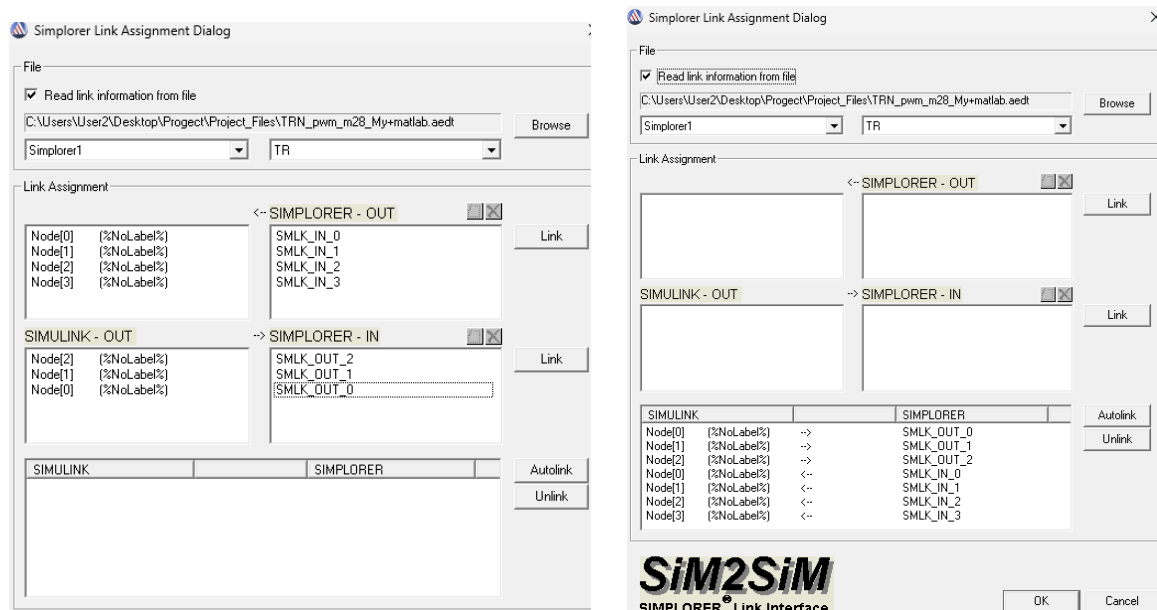 Simplorer Link Assignment Dialog
File
Read link information from file
C:\Users\User2\Desktop\Progect\Project_Files\TRN_pwm_m28_My+matlab.aedt
Browse
Simplorer1
TR
Link Assignment
<-- SIMPLORER - OUT
Node[0] (%NoLabel%)
Node[1] (%NoLabel%)
Node[2] (%NoLabel%)
Node[3] (%NoLabel%)
SMLK_IN_0
SMLK_IN_1
SMLK_IN_2
SMLK_IN_3
Link
SIMULINK - OUT
--> SIMPLORER - IN
Node[2] (%NoLabel%)
Node[1] (%NoLabel%)
Node[0] (%NoLabel%)
SMLK_OUT_2
SMLK_OUT_1
SMLK_OUT_0
Link
SIMULINK SIMPLORER
Autolink
Unlink
Simplorer Link Assignment Dialog
File
Read link information from file
C:\Users\User2\Desktop\Progect\Project_Files\TRN_pwm_m28_My+matlab.aedt
Browse
Simplorer1
TR
Link Assignment
<-- SIMPLORER - OUT
Link
SIMULINK - OUT
--> SIMPLORER - IN
Link
SIMULINK SIMPLORER
Node[0] (%NoLabel%) --> SMLK_OUT_0
Node[1] (%NoLabel%) --> SMLK_OUT_1
Node[2] (%NoLabel%) --> SMLK_OUT_2
Node[0] (%NoLabel%) <-- SMLK_IN_0
Node[1] (%NoLabel%) <-- SMLK_IN_1
Node[2] (%NoLabel%) <-- SMLK_IN_2
Node[3] (%NoLabel%) <-- SMLK_IN_3
Autolink
Unlink
SiM2SiM
SIMPLORER® Link Interface
OK
Cancel